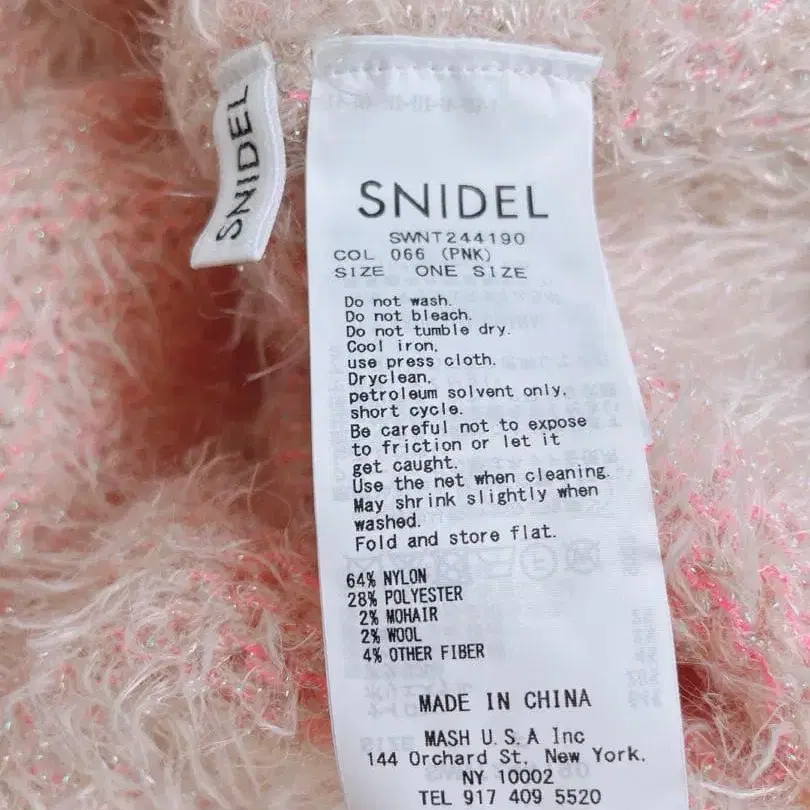 SNIDEL
SNIDEL
SWNT244190
COL 066 (PNK)
SIZE ONE SIZE
Do not wash.
Do not bleach.
Do not tumble dry.
Cool iron,
use press cloth.
Dryclean,
petroleum solvent only,
short cycle.
Be careful not to expose
to friction or let it
get caught.
Use the net when cleaning.
May shrink slightly when
washed.
Fold and store flat.
64% NYLON
28% POLYESTER
2% MOHAIR
2% WOOL
4% OTHER FIBER
MADE IN CHINA
MASH U.S.A Inc
144 Orchard St, New York,
NY 10002
TEL 917 409 5520